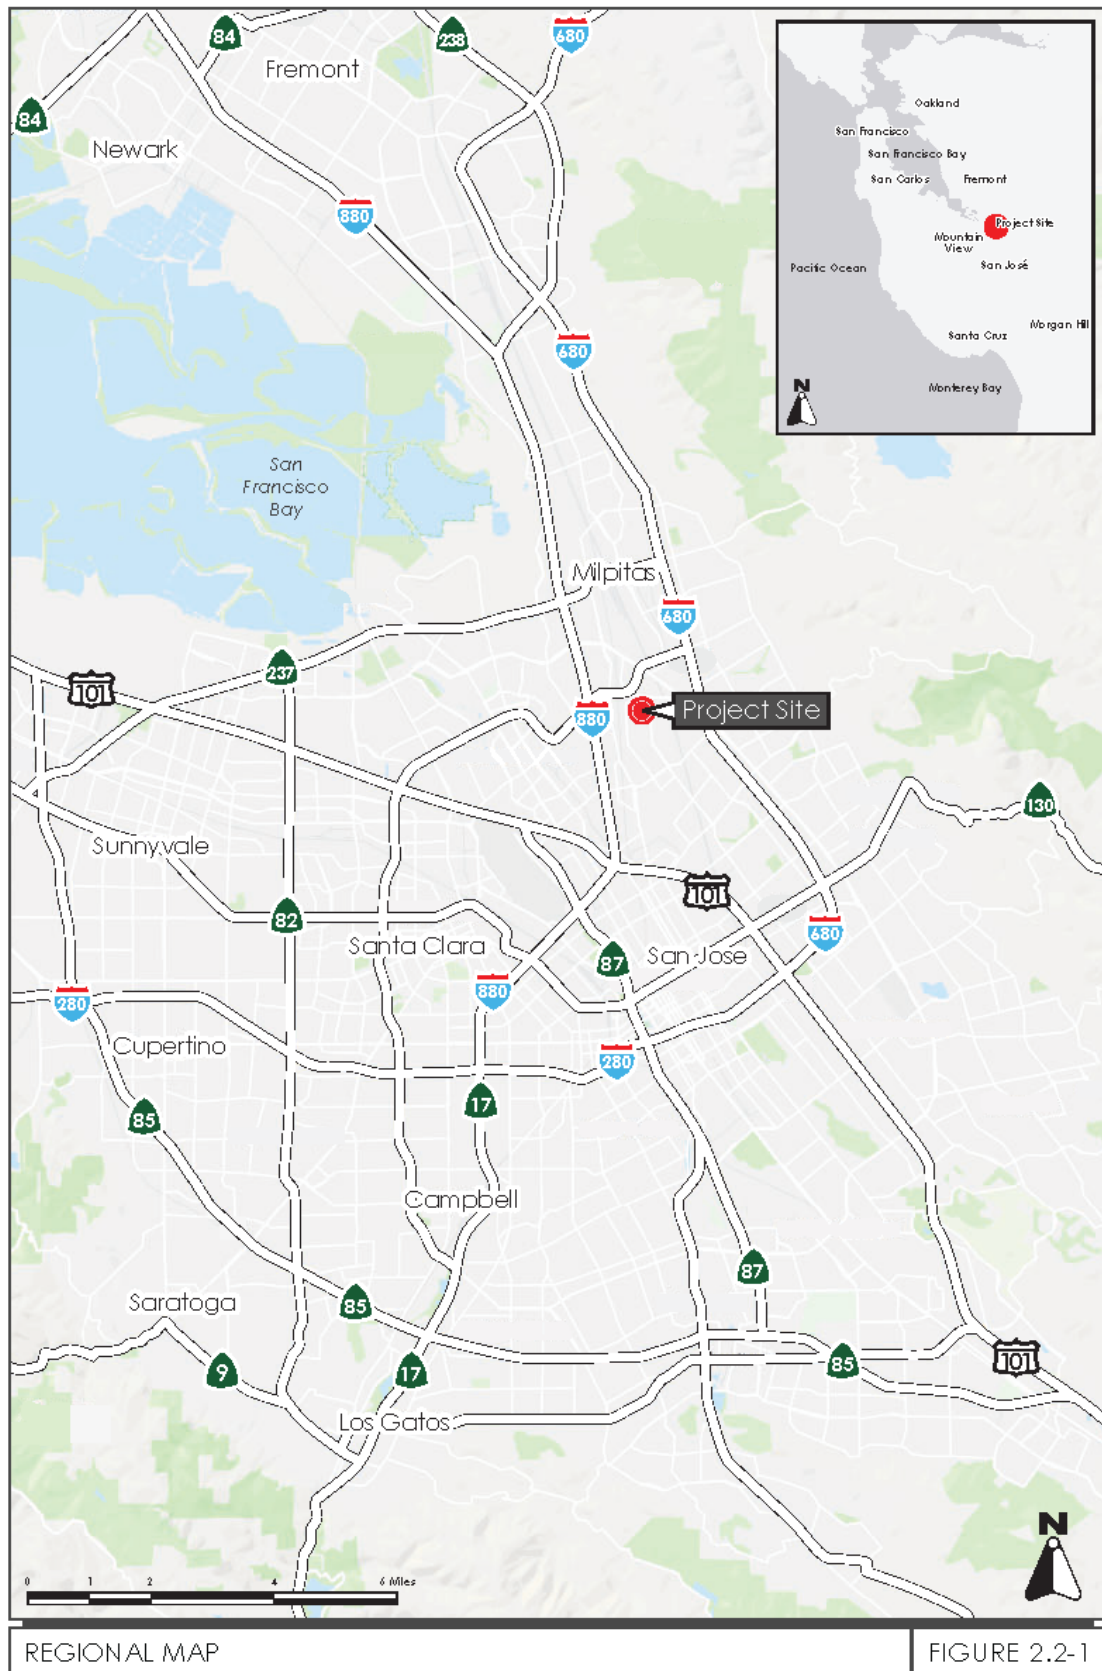 84
238
680
Fremont
84
Newark
880
Oakland
San Francisco
San Francisco Bay
San Carlos
Fremont
Project Site
Mountain
View
San José
Pacific Ocean
Morgan Hill
Santa Cruz
Monterey Bay
N
680
San
Francisco
Bay
Milpitas
680
237
101
880
Project Site
130
Sunnyvale
101
82
Santa Clara
87
San Jose
680
880
280
Cupertino
280
85
17
Campbell
87
Saratoga
85
9
17
85
101
Los Gatos
N
0 1 2 4 6 Miles
REGIONAL MAP
FIGURE 2.2-1